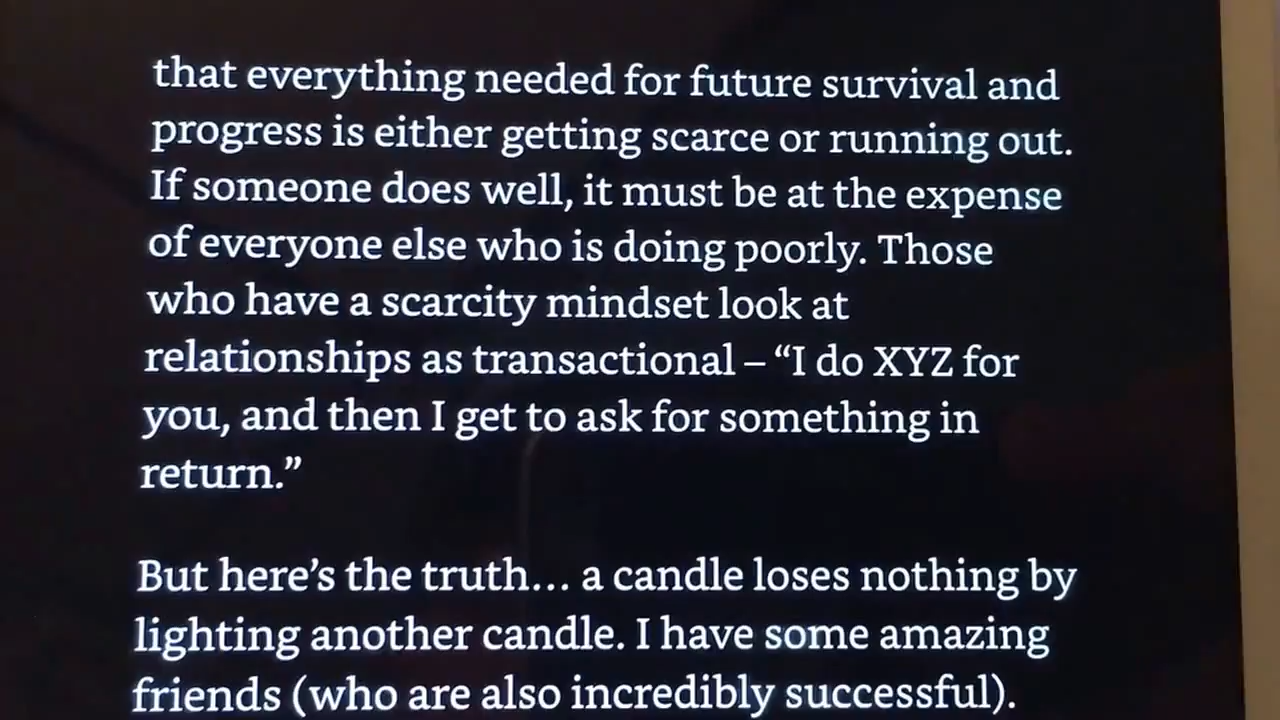 that everything needed for future survival and
progress is either getting scarce or running out.
If someone does well, it must be at the expense
of everyone else who is doing poorly. Those
who have a scarcity mindset look at
relationships as transactional – “I do XYZ for
you, and then I get to ask for something in
return.”
But here’s the truth… a candle loses nothing by
lighting another candle. I have some amazing
friends (who are also incredibly successful).